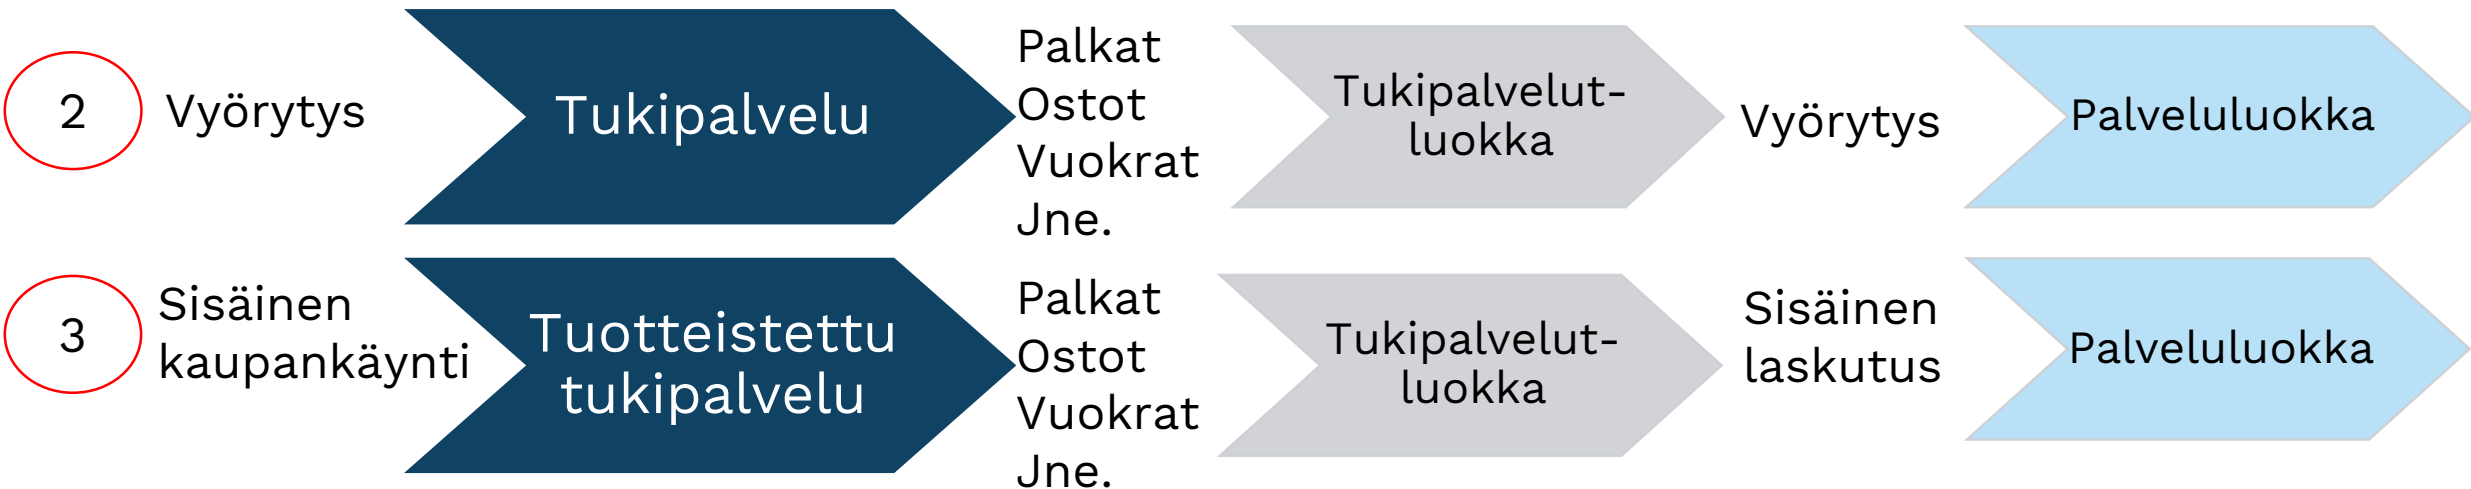 2
Vyörytys
Tukipalvelu
Palkat
Ostot
Vuokrat
Jne.
Tukipalvelut-
luokka
Vyörytys
Palveluluokka
3
Sisäinen
kaupankäynti
Tuotteistettu
tukipalvelu
Palkat
Ostot
Vuokrat
Jne.
Tukipalvelut-
luokka
Sisäinen
laskutus
Palveluluokka